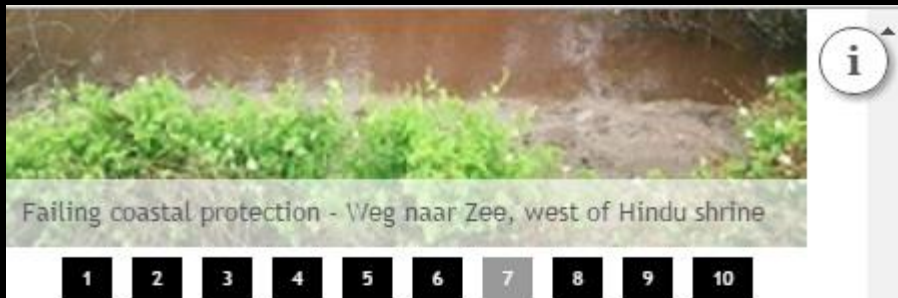 i
Failing coastal protection - Weg naar Zee, west of Hindu shrine
1 2 3 4 5 6 7 8 9 10